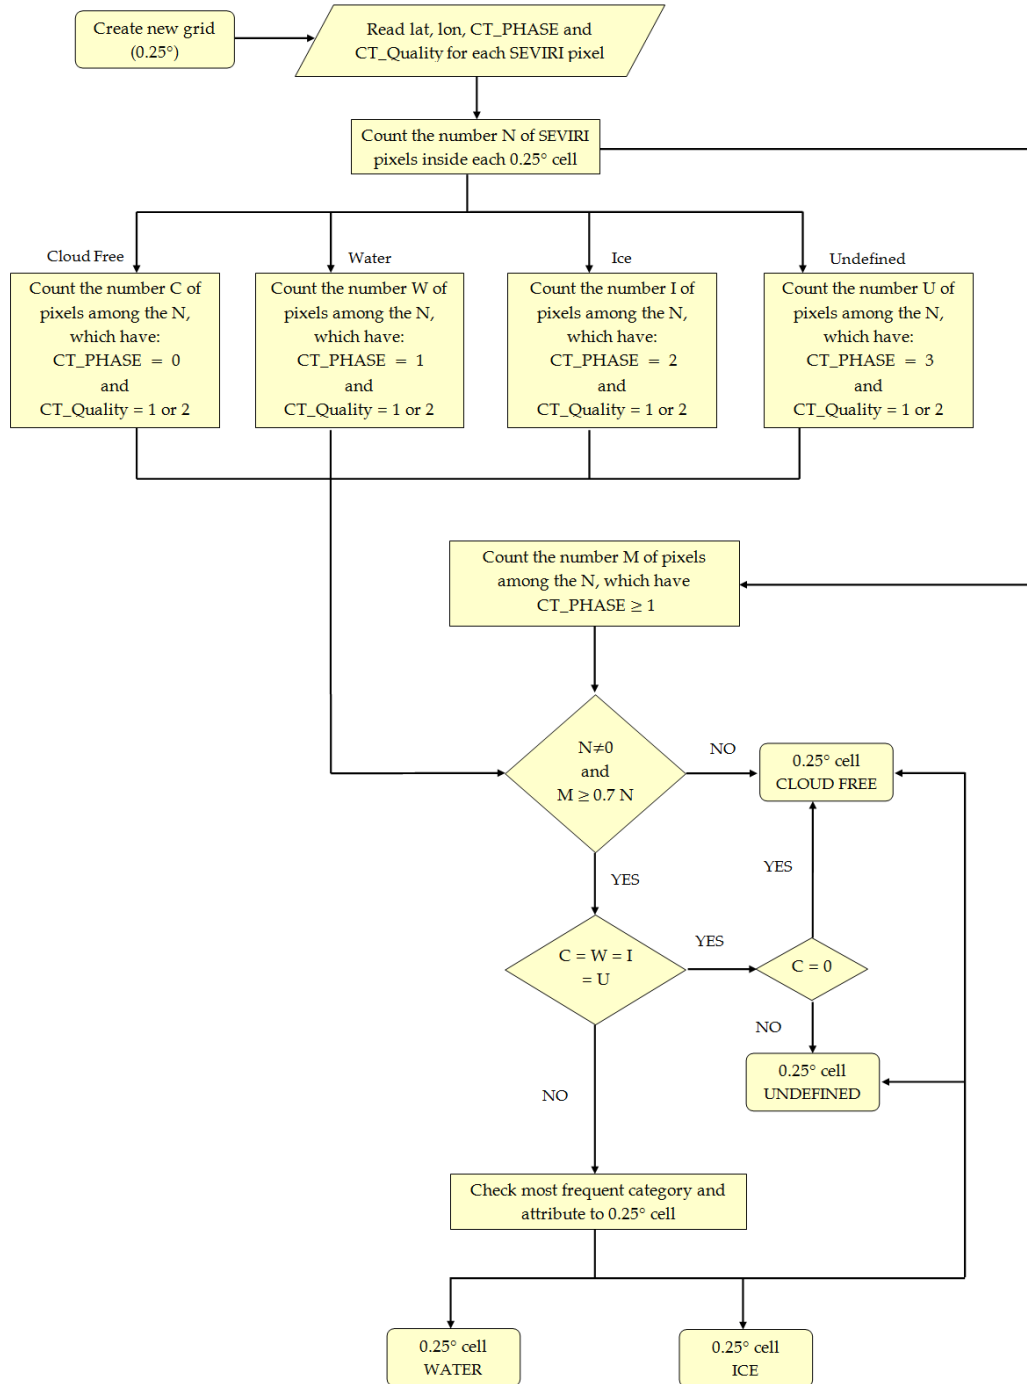 Create new grid
(0.25°)
Read lat, lon, CT_PHASE and
CT_Quality for each SEVIRI pixel
Count the number N of SEVIRI
pixels inside each 0.25° cell
Cloud Free
Water
Ice
Undefined
Count the number C of
pixels among the N,
which have:
CT_PHASE = 0
and
CT_Quality = 1 or 2
Count the number W of
pixels among the N,
which have:
CT_PHASE = 1
and
CT_Quality = 1 or 2
Count the number I of
pixels among the N,
which have:
CT_PHASE = 2
and
CT_Quality = 1 or 2
Count the number U of
pixels among the N,
which have:
CT_PHASE = 3
and
CT_Quality = 1 or 2
Count the number M of pixels
among the N, which have
CT_PHASE ≥ 1
N≠0
and
M ≥ 0.7 N
NO
0.25° cell
CLOUD FREE
YES
YES
C = W = I
= U
YES
C = 0
NO
0.25° cell
UNDEFINED
NO
Check most frequent category and
attribute to 0.25° cell
0.25° cell
WATER
0.25° cell
ICE